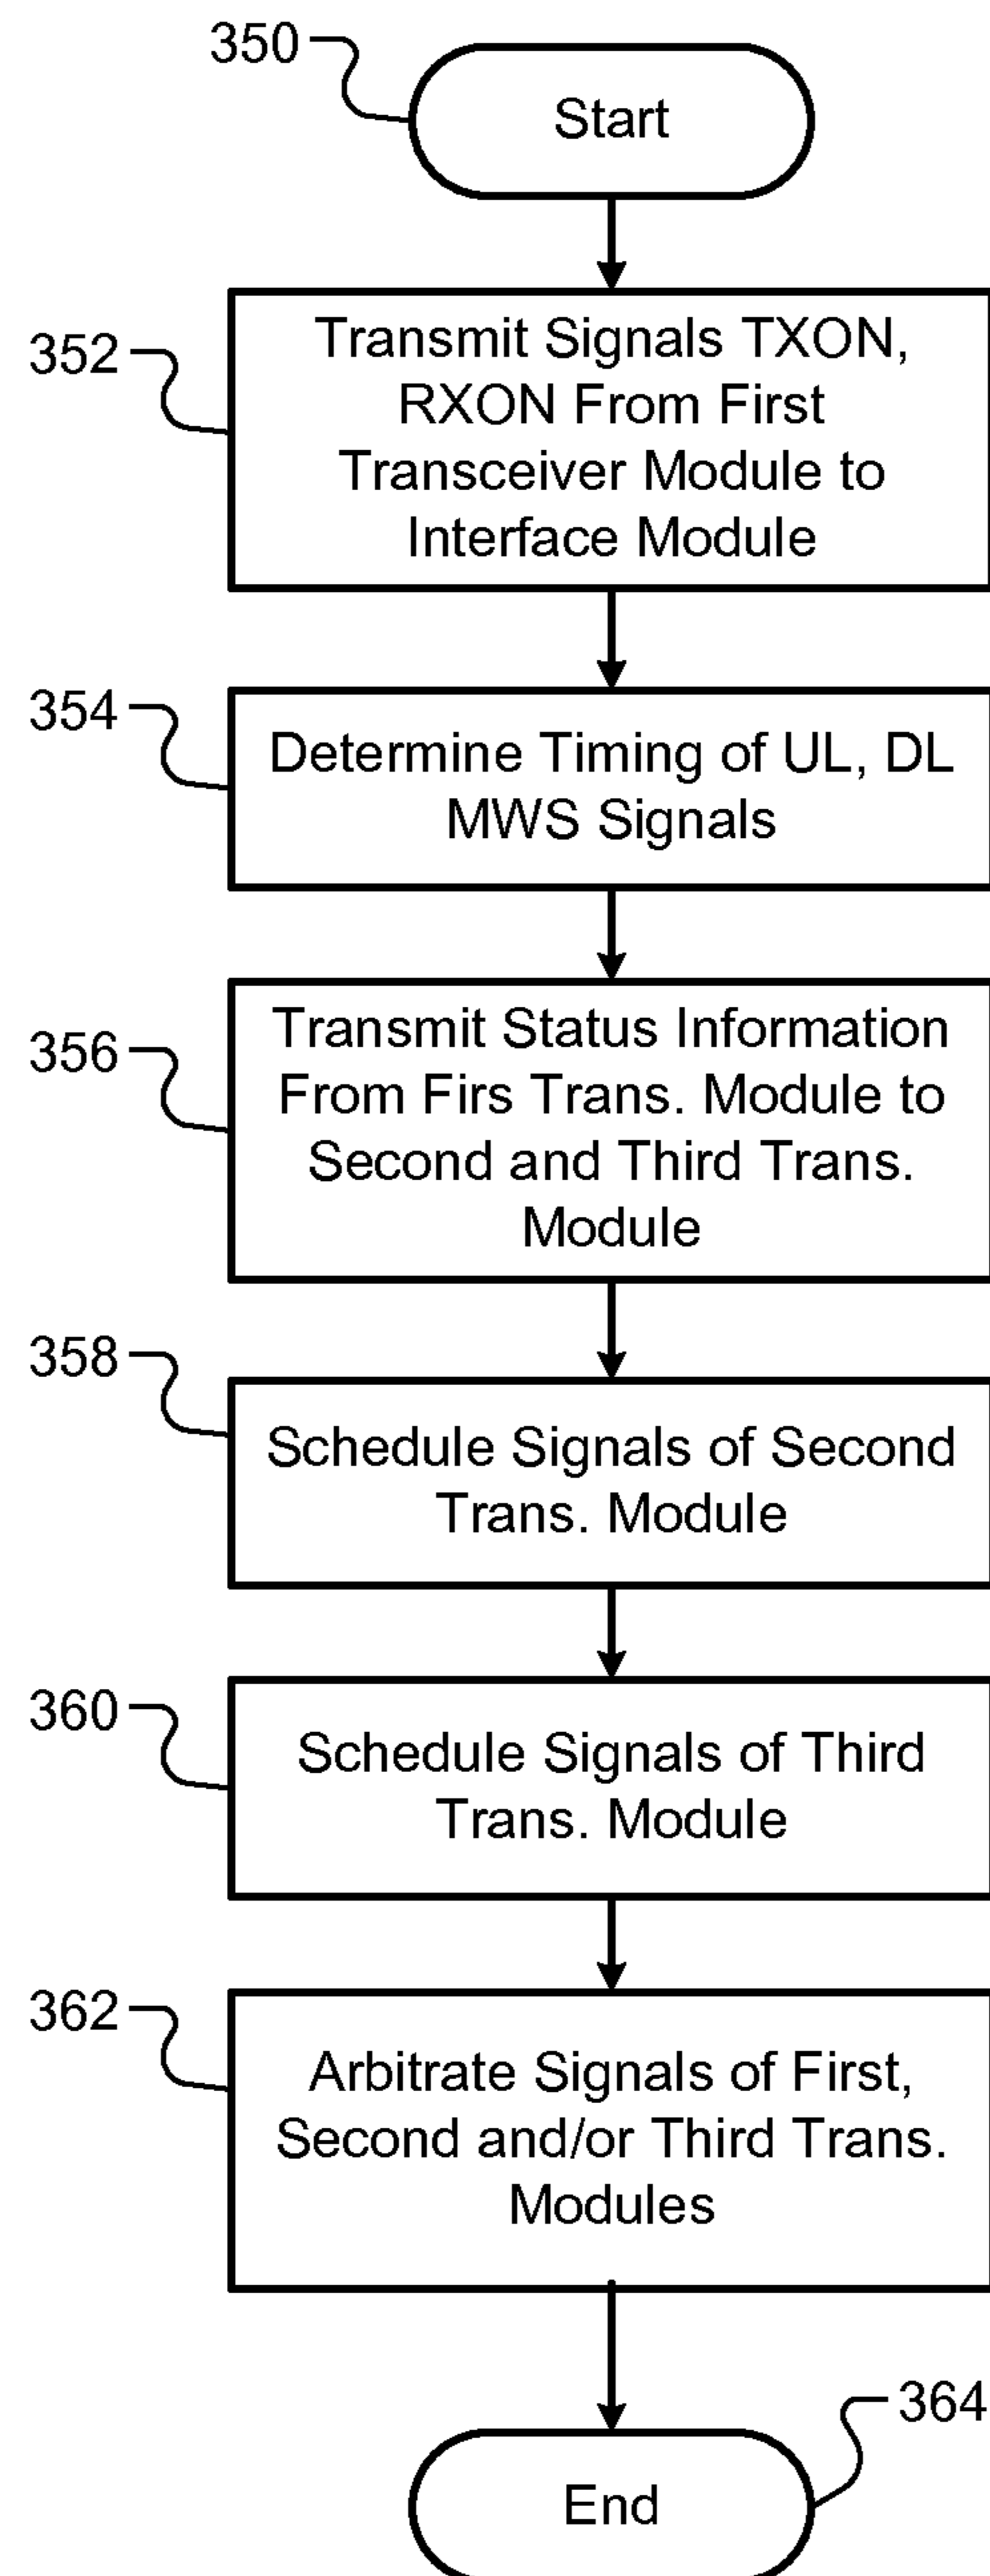 350
Start
352
Transmit Signals TXON,
RXON From First
Transceiver Module to
Interface Module
354
Determine Timing of UL, DL
MWS Signals
356
Transmit Status Information
From Firs Trans. Module to
Second and Third Trans.
Module
358
Schedule Signals of Second
Trans. Module
360
Schedule Signals of Third
Trans. Module
362
Arbitrate Signals of First,
Second and/or Third Trans.
Modules
364
End